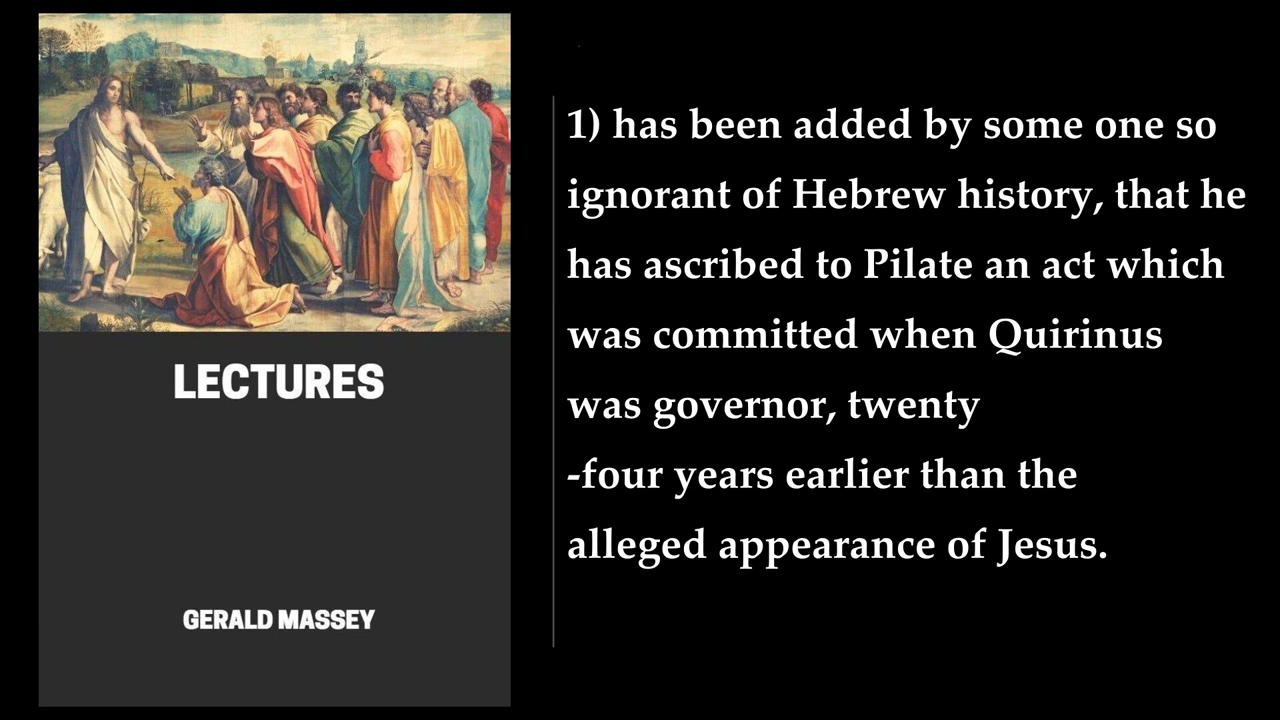 LECTURES
GERALD MASSEY
1) has been added by some one so
ignorant of Hebrew history, that he
has ascribed to Pilate an act which
was committed when Quirinus
was governor, twenty
-four years earlier than the
alleged appearance of Jesus.